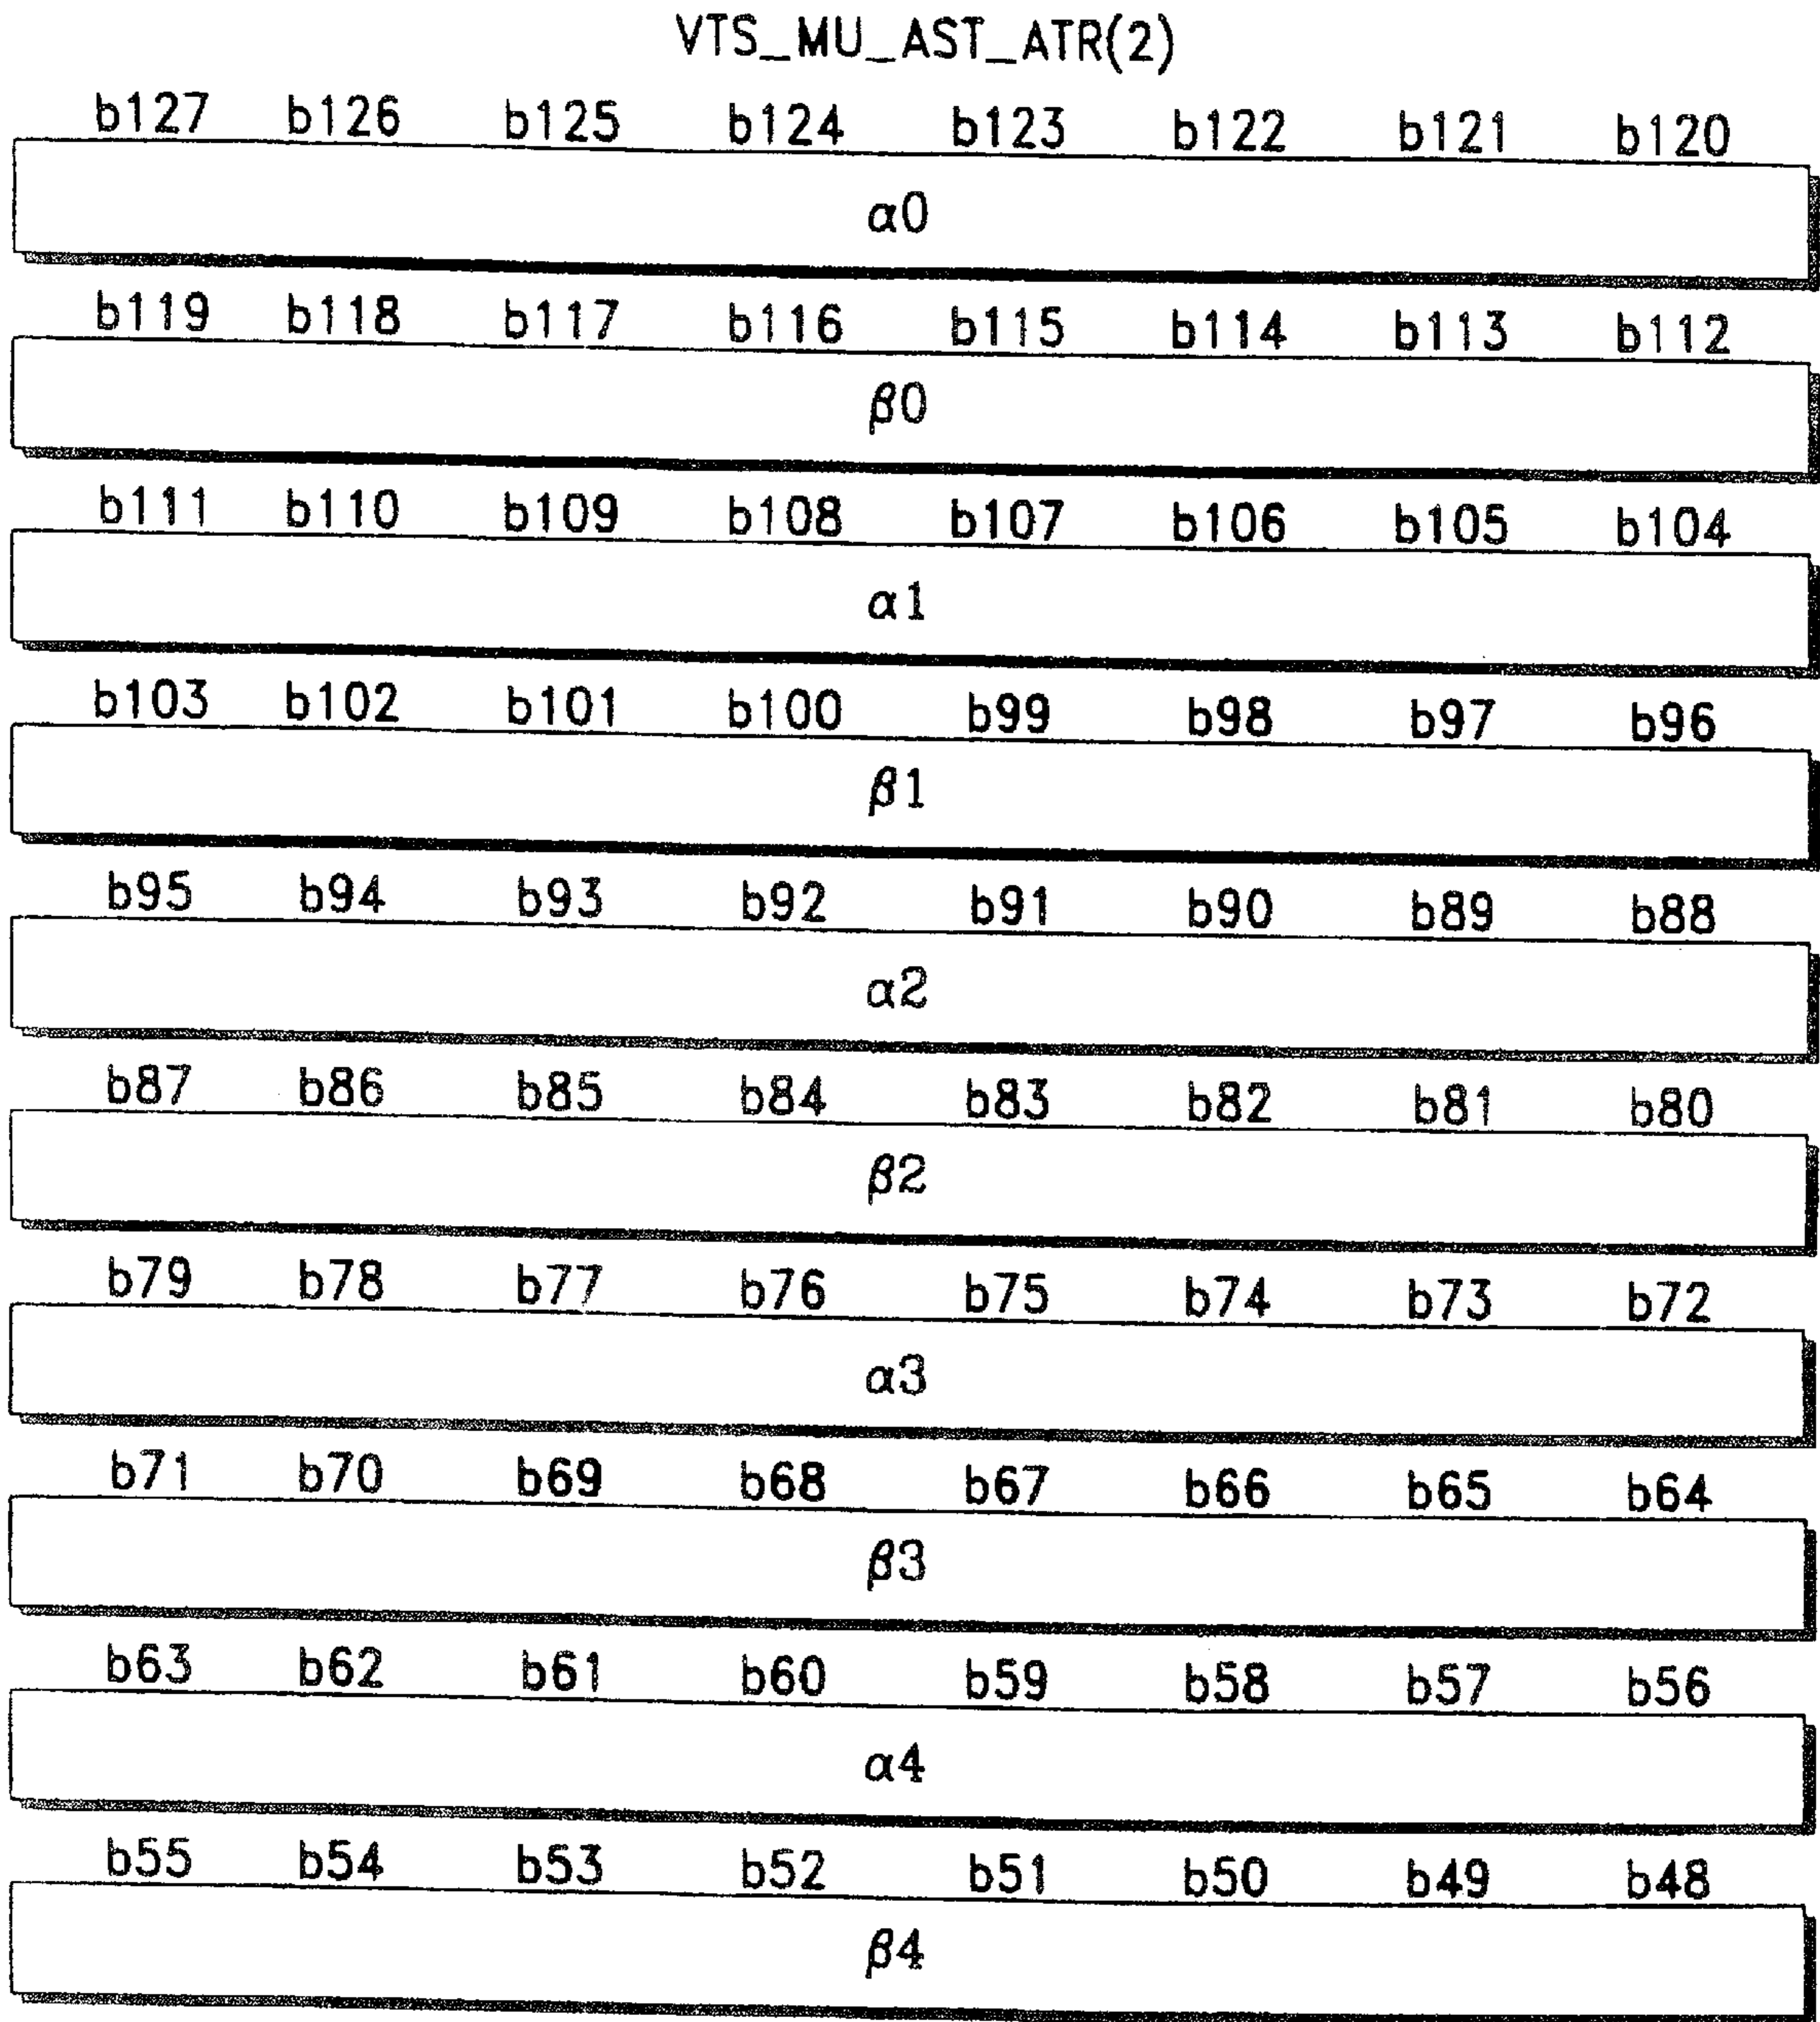 VTS_MU_AST_ATR(2)
b127 b126 b125 b124 b123 b122 b121 b120
α0
b119 b118 b117 b116 b115 b114 b113 b112
β0
b111 b110 b109 b108 b107 b106 b105 b104
α1
b103 b102 b101 b100 b99 b98 b97 b96
β1
b95 b94 b93 b92 b91 b90 b89 b88
α2
b87 b86 b85 b84 b83 b82 b81 b80
β2
b79 b78 b77 b76 b75 b74 b73 b72
α3
b71 b70 b69 b68 b67 b66 b65 b64
β3
b63 b62 b61 b60 b59 b58 b57 b56
α4
b55 b54 b53 b52 b51 b50 b49 b48
β4